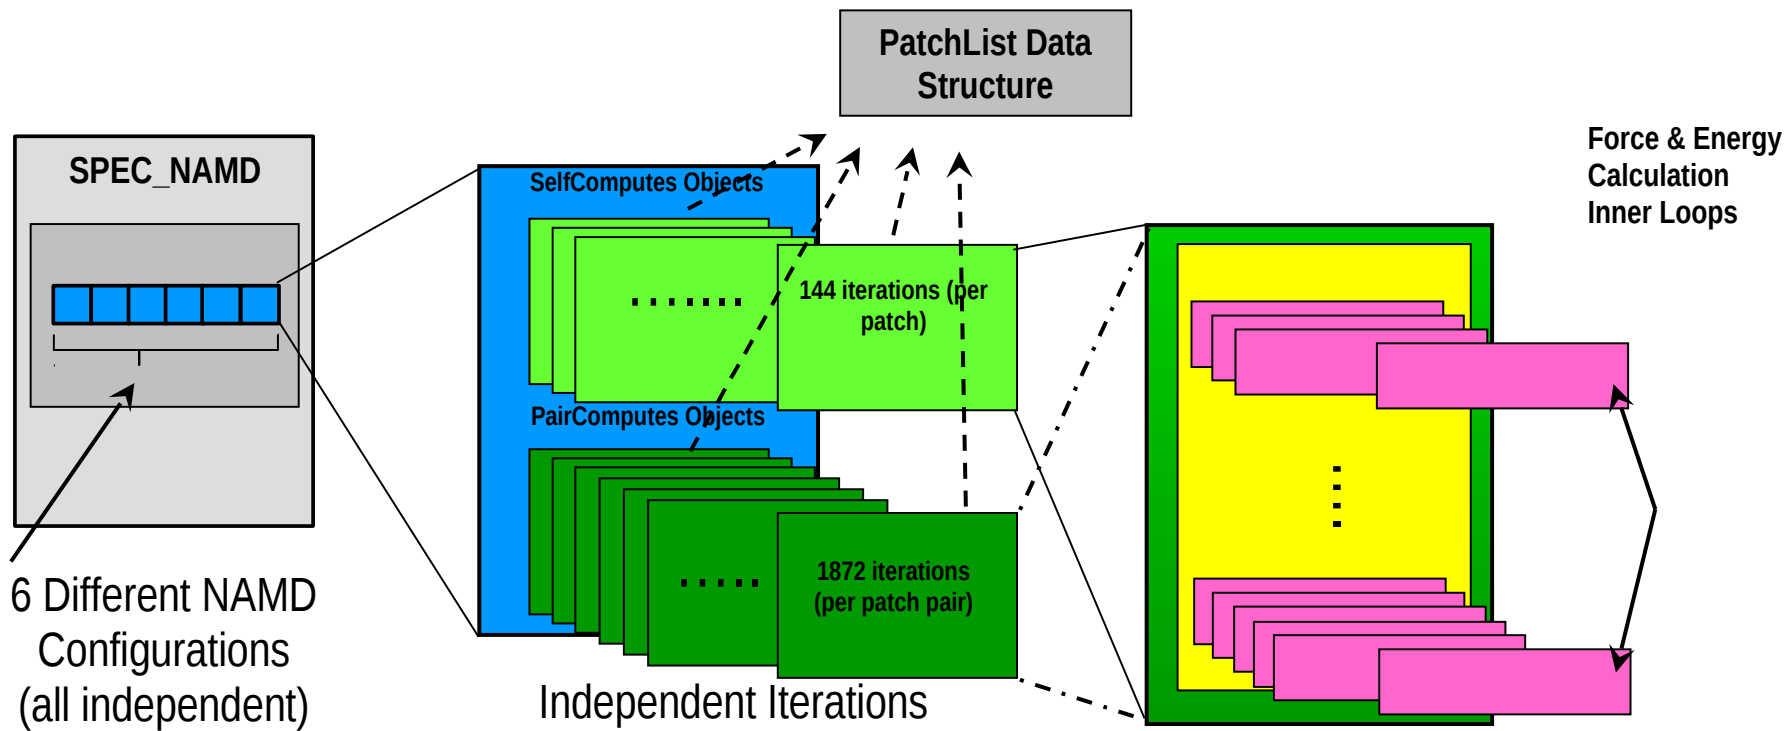 PatchList Data
Structure
SPEC_NAMD
SelfComputes Objects
144 iterations (per
patch)
PairComputes Objects
1872 iterations
(per patch pair)
Force & Energy
Calculation
Inner Loops
6 Different NAMD
Configurations
(all independent)
Independent Iterations